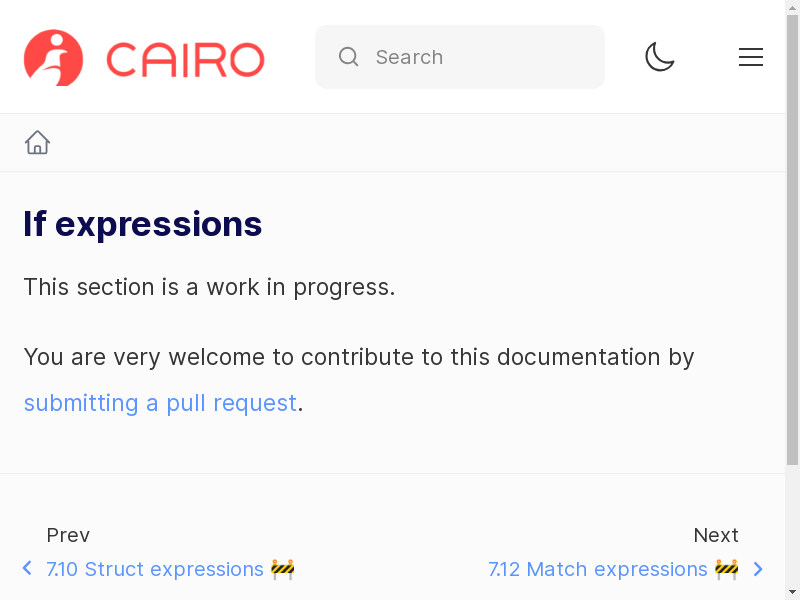 CAIRO
Search
If expressions
This section is a work in progress.
You are very welcome to contribute to this documentation by
submitting a pull request.
Prev
7.10 Struct expressions 🚧
Next
7.12 Match expressions 🚧